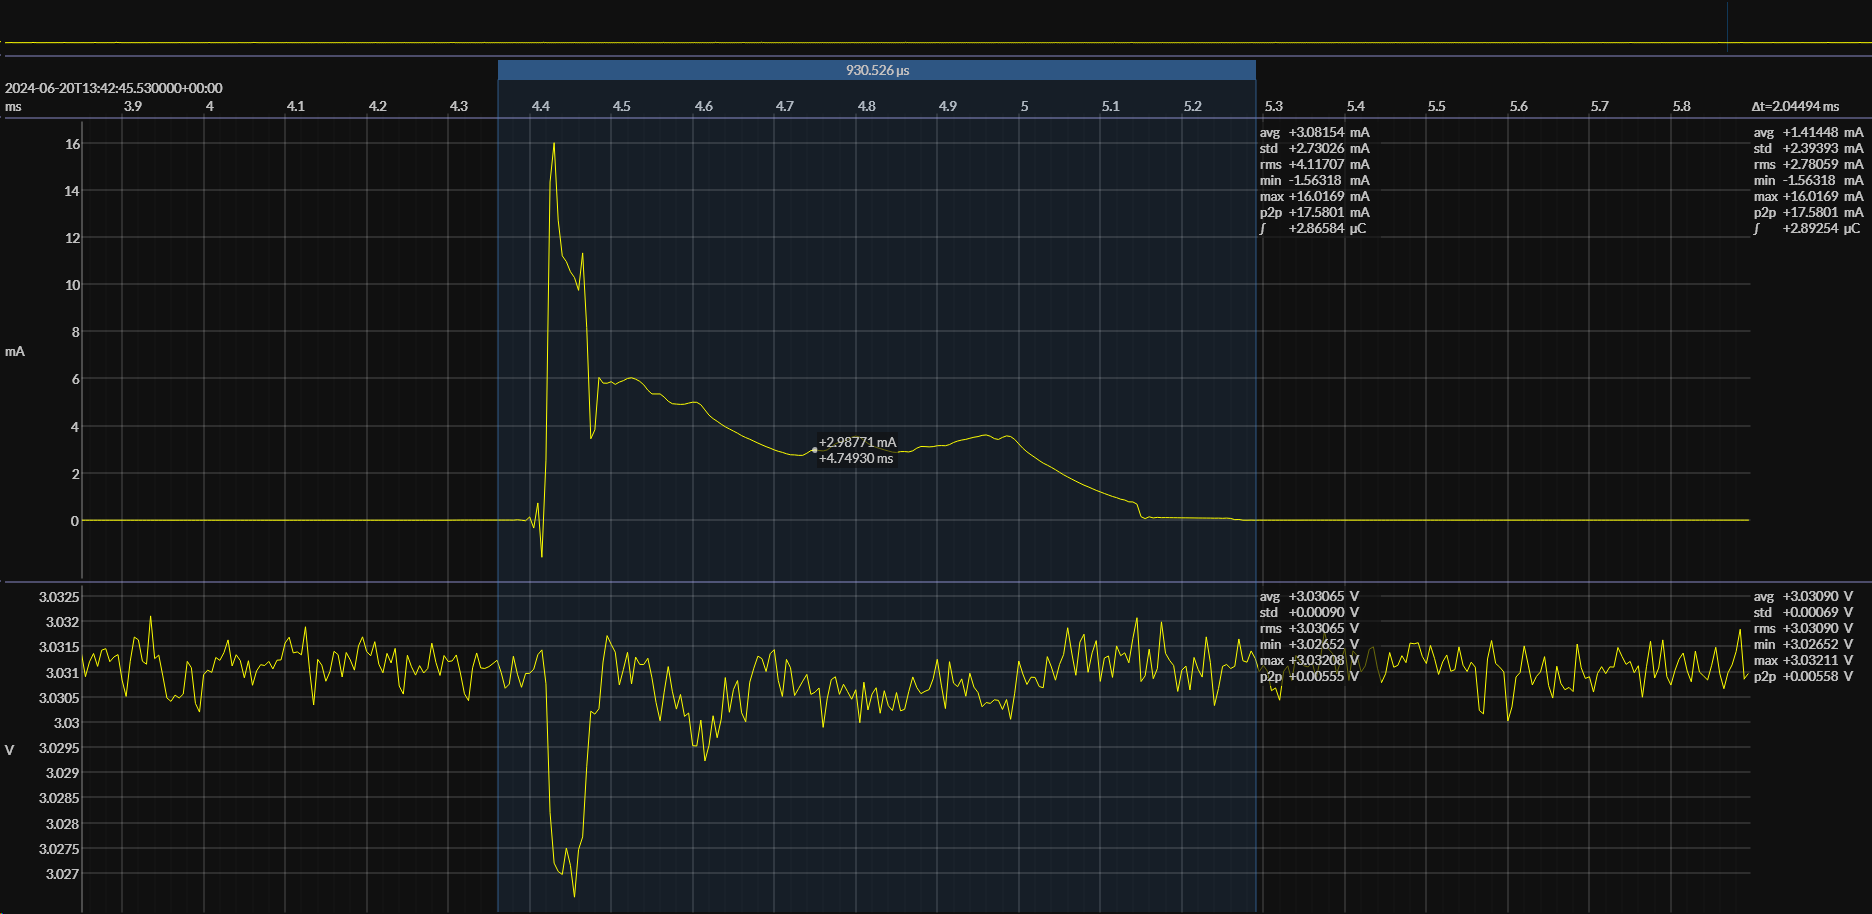 930.526 µs
2024-06-20T13:42:45.530000+00:00
ms 3.9 4 4.1 4.2 4.3 4.4 4.5 4.6 4.7 4.8 4.9 5 5.1 5.2 5.3 5.4 5.5 5.6 5.7 5.8 Δt=2.04494 ms
avg +3.08154 mA avg +1.41448 mA
std +2.73026 mA std +2.39393 mA
rms +4.11707 mA rms +2.78059 mA
min -1.56318 mA min -1.56318 mA
max +16.0169 mA max +16.0169 mA
p2p +17.5801 mA p2p +17.5801 mA
∫ +2.86584 µC ∫ +2.89254 µC
16
14
12
10
8
mA
6
4
+2.98771 mA
+4.74930 ms
2
0
avg +3.03065 V avg +3.03090 V
std +0.00090 V std +0.00069 V
rms +3.03065 V rms +3.03090 V
min +3.02652 V min +3.02652 V
max +3.03208 V max +3.03211 V
p2p +0.00555 V p2p +0.00558 V
3.0325
3.032
3.0315
3.031
3.0305
3.03
3.0295
V
3.029
3.0285
3.028
3.0275
3.027